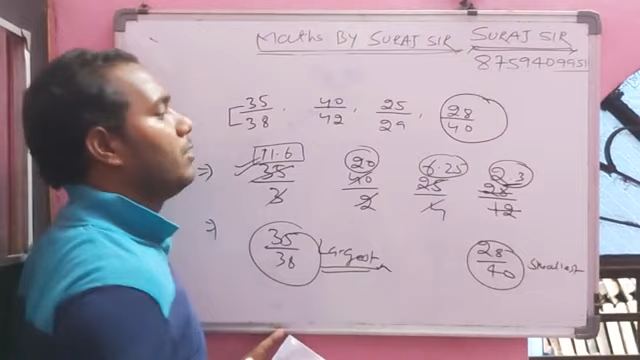 Maths By SURAJ SIR SURAJ SIR
8759409951
35/38 , 40/42 , 25/29 , 28/40
11.6 20 6.25 2.3
⇒ 35/3 40/2 25/4 28/12
⇒ 35/38 Largest 28/40 Smallest